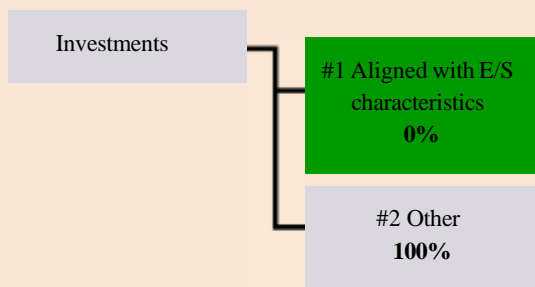 Investments
#1 Aligned with E/S
characteristics
0%
#2 Other
100%